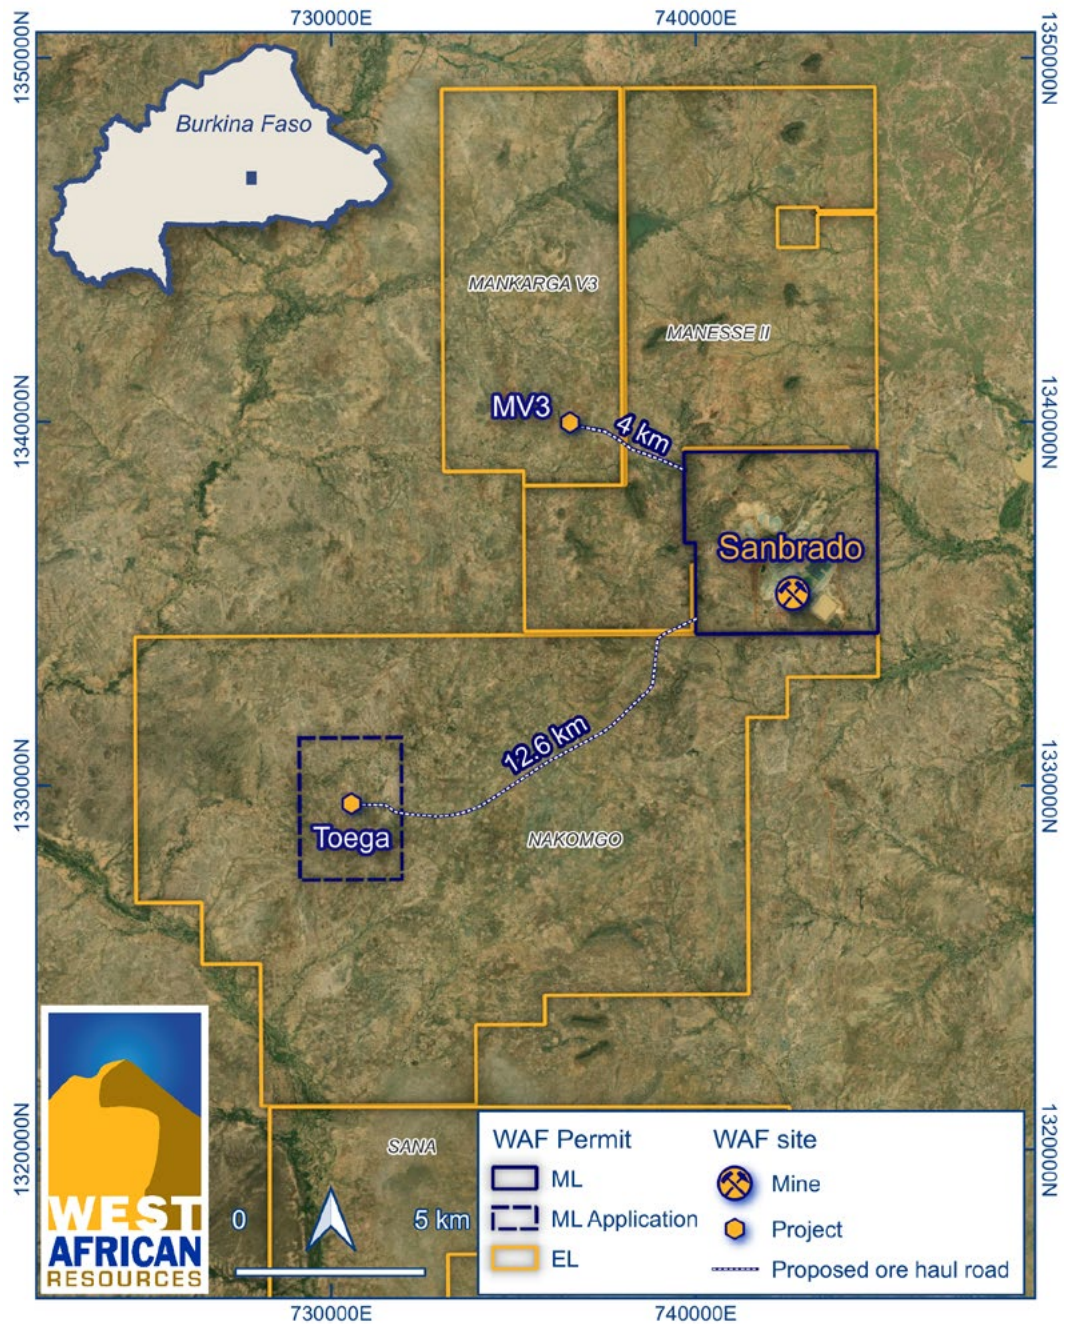 730000E
740000E
1350000N
1350000N
Burkina Faso
MANKARGA V3
MANESSE II
MV3
4 km
1340000N
1340000N
Sanbrado
12.6 km
1330000N
1330000N
Toega
NAKOMGO
SANA
1320000N
1320000N
WEST
AFRICAN
RESOURCES
0
5 km
WAF Permit
ML
ML Application
EL
WAF site
Mine
Project
Proposed ore haul road
730000E
740000E